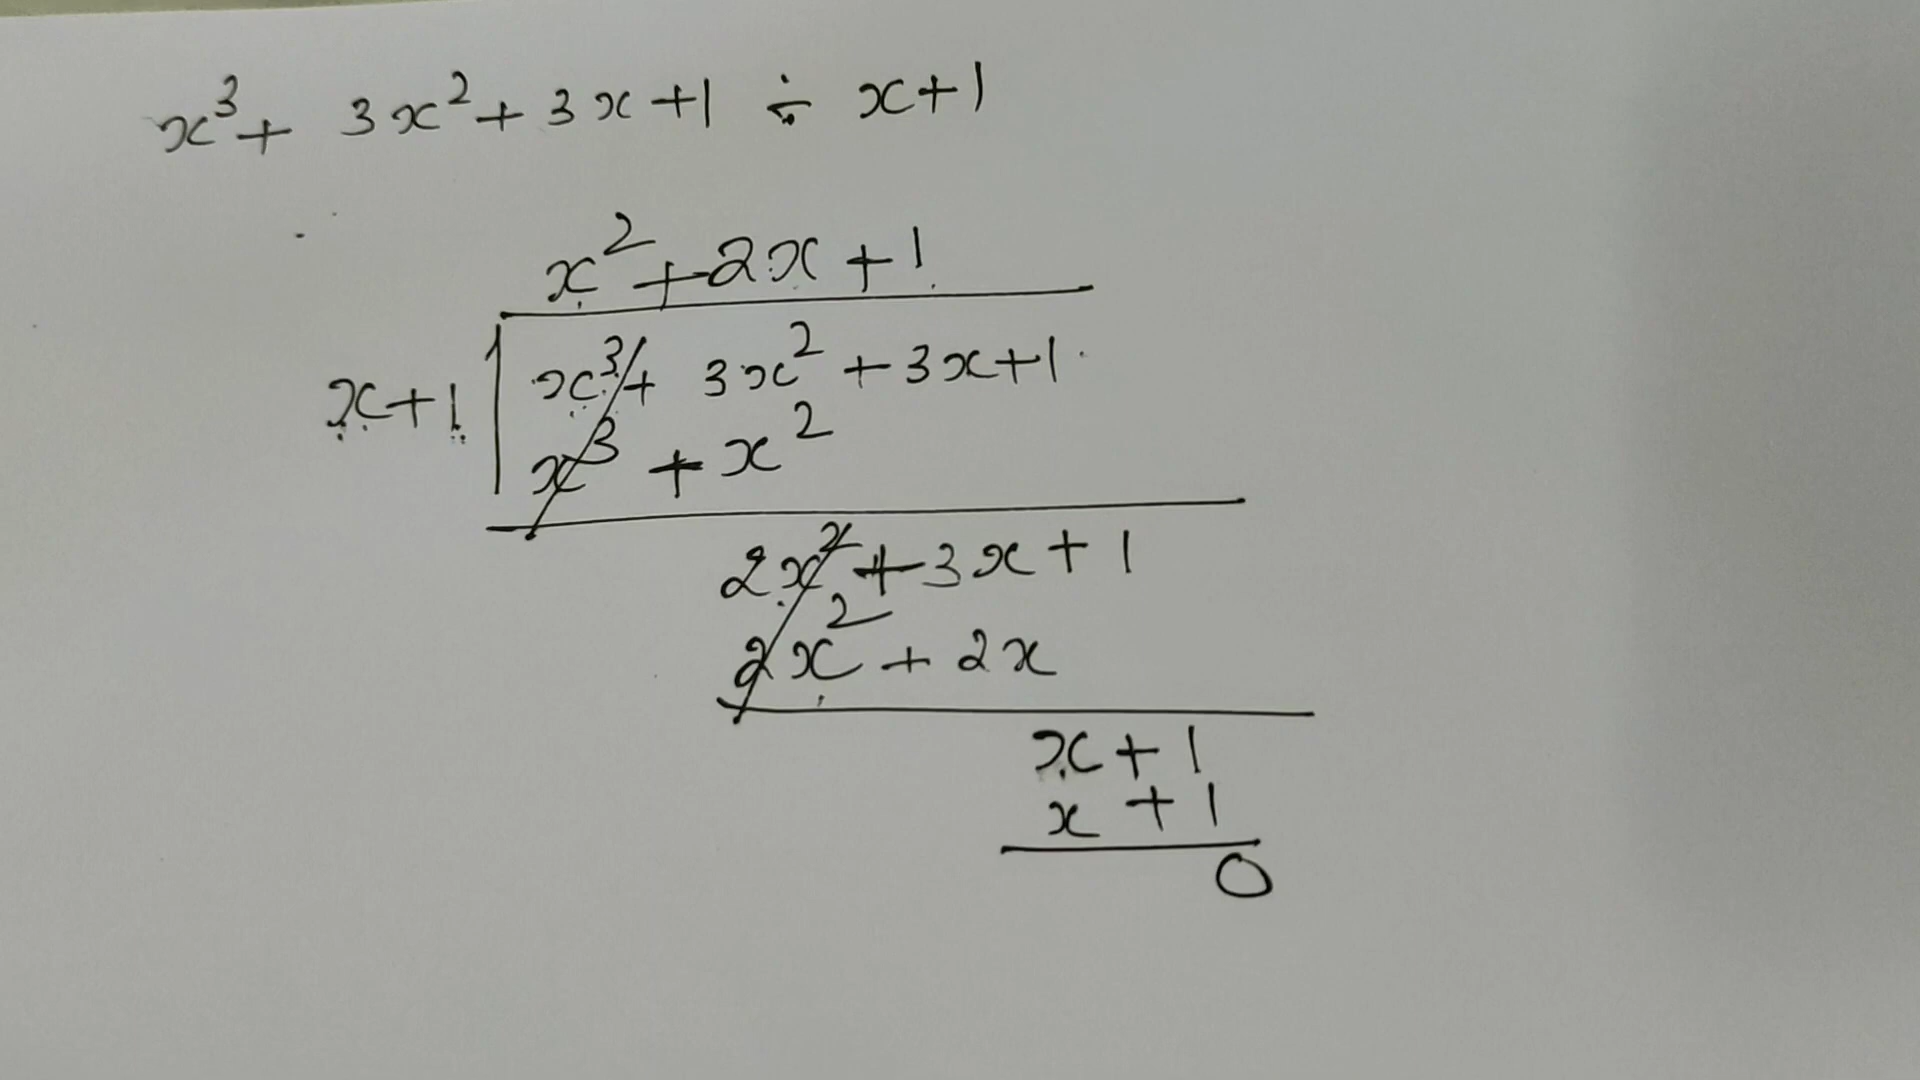 x³ + 3x² + 3x + 1 ÷ x + 1
x² + 2x + 1
x + 1 x³ + 3x² + 3x + 1
x³ + x²
2x² + 3x + 1
2x² + 2x
x + 1
x + 1
0